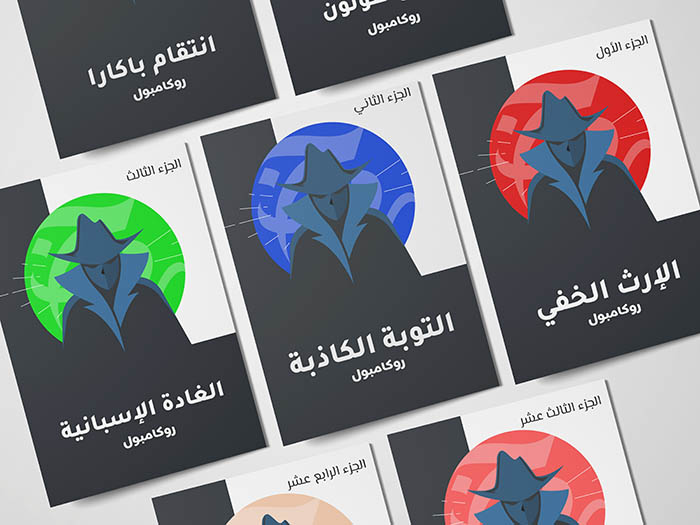 روكامبول
انتقام باكارا
روكامبول
الجزء الأول
الإرث الخفي
روكامبول
الجزء الثاني
التوبة الكاذبة
روكامبول
الجزء الثالث
الغادة الإسبانية
روكامبول
الجزء الثالث عشر
الجزء الرابع عشر